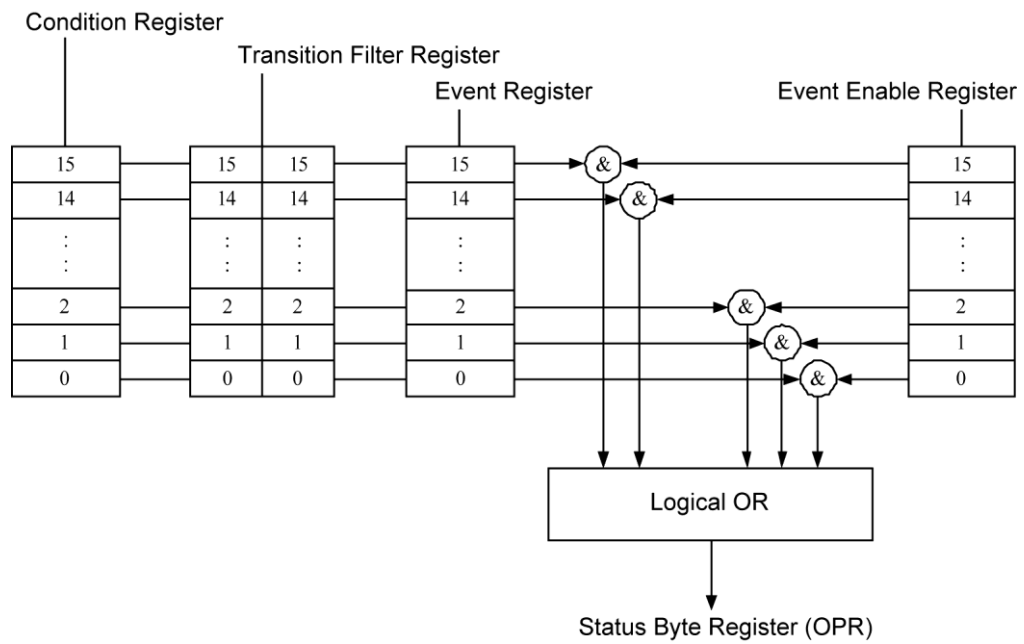 Condition Register
Transition Filter Register
Event Register
Event Enable Register
15 15 15 15 & 15
14 14 14 14 & 14
: : : : :
: : : : :
2 2 2 2 & 2
1 1 1 1 & 1
0 0 0 0 & 0
Logical OR
Status Byte Register (OPR)